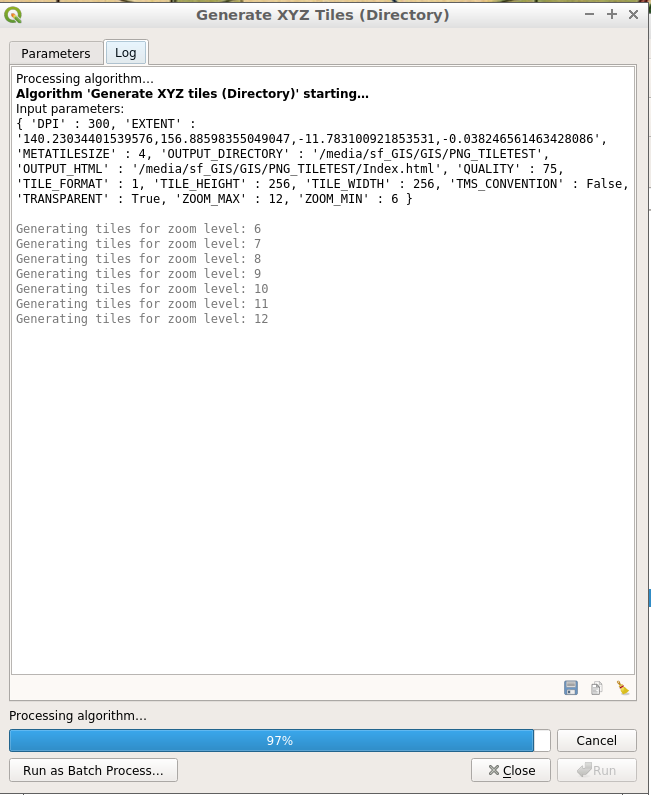 Generate XYZ Tiles (Directory)
Parameters
Log
Processing algorithm…
Algorithm 'Generate XYZ tiles (Directory)' starting…
Input parameters:
{ 'DPI' : 300, 'EXTENT' :
'140.23034401539576,156.88598355049047,-11.783100921853531,-0.038246561463428086',
'METATILESIZE' : 4, 'OUTPUT_DIRECTORY' : '/media/sf_GIS/GIS/PNG_TILETEST',
'OUTPUT_HTML' : '/media/sf_GIS/GIS/PNG_TILETEST/Index.html', 'QUALITY' : 75,
'TILE_FORMAT' : 1, 'TILE_HEIGHT' : 256, 'TILE_WIDTH' : 256, 'TMS_CONVENTION' : False,
'TRANSPARENT' : True, 'ZOOM_MAX' : 12, 'ZOOM_MIN' : 6 }
Generating tiles for zoom level: 6
Generating tiles for zoom level: 7
Generating tiles for zoom level: 8
Generating tiles for zoom level: 9
Generating tiles for zoom level: 10
Generating tiles for zoom level: 11
Generating tiles for zoom level: 12
Processing algorithm…
97%
Cancel
Run as Batch Process…
Close
Run